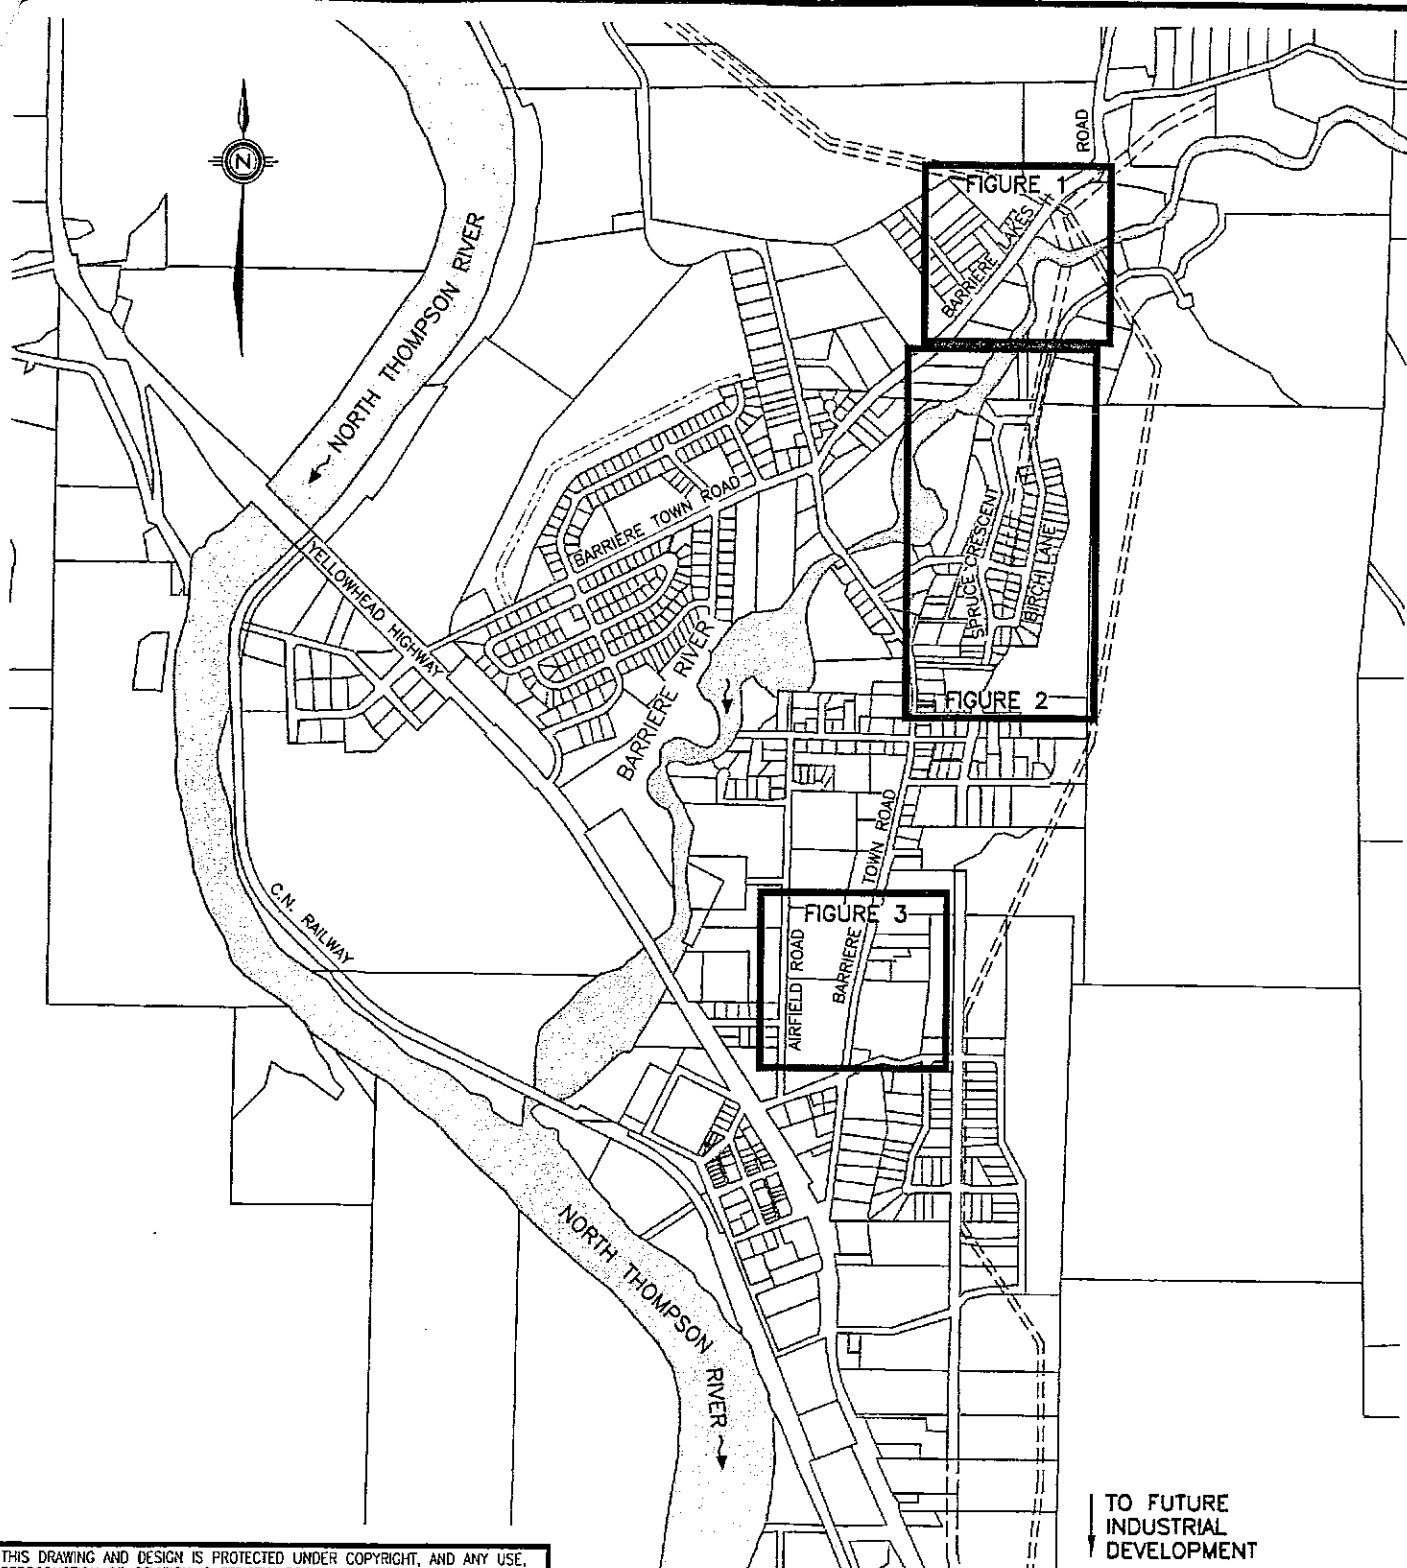 ROAD
N
FIGURE 1
BARRIERE LAKES
NORTH THOMPSON RIVER
BARRIERE TOWN ROAD
SPRUCE CRESCENT
BIRCH LANE
YELLOWHEAD HIGHWAY
BARRIERE RIVER
FIGURE 2
BARRIERE TOWN ROAD
C.N. RAILWAY
FIGURE 3
AIRFIELD ROAD
NORTH THOMPSON RIVER
TO FUTURE
INDUSTRIAL
DEVELOPMENT
THIS DRAWING AND DESIGN IS PROTECTED UNDER COPYRIGHT, AND ANY USE,